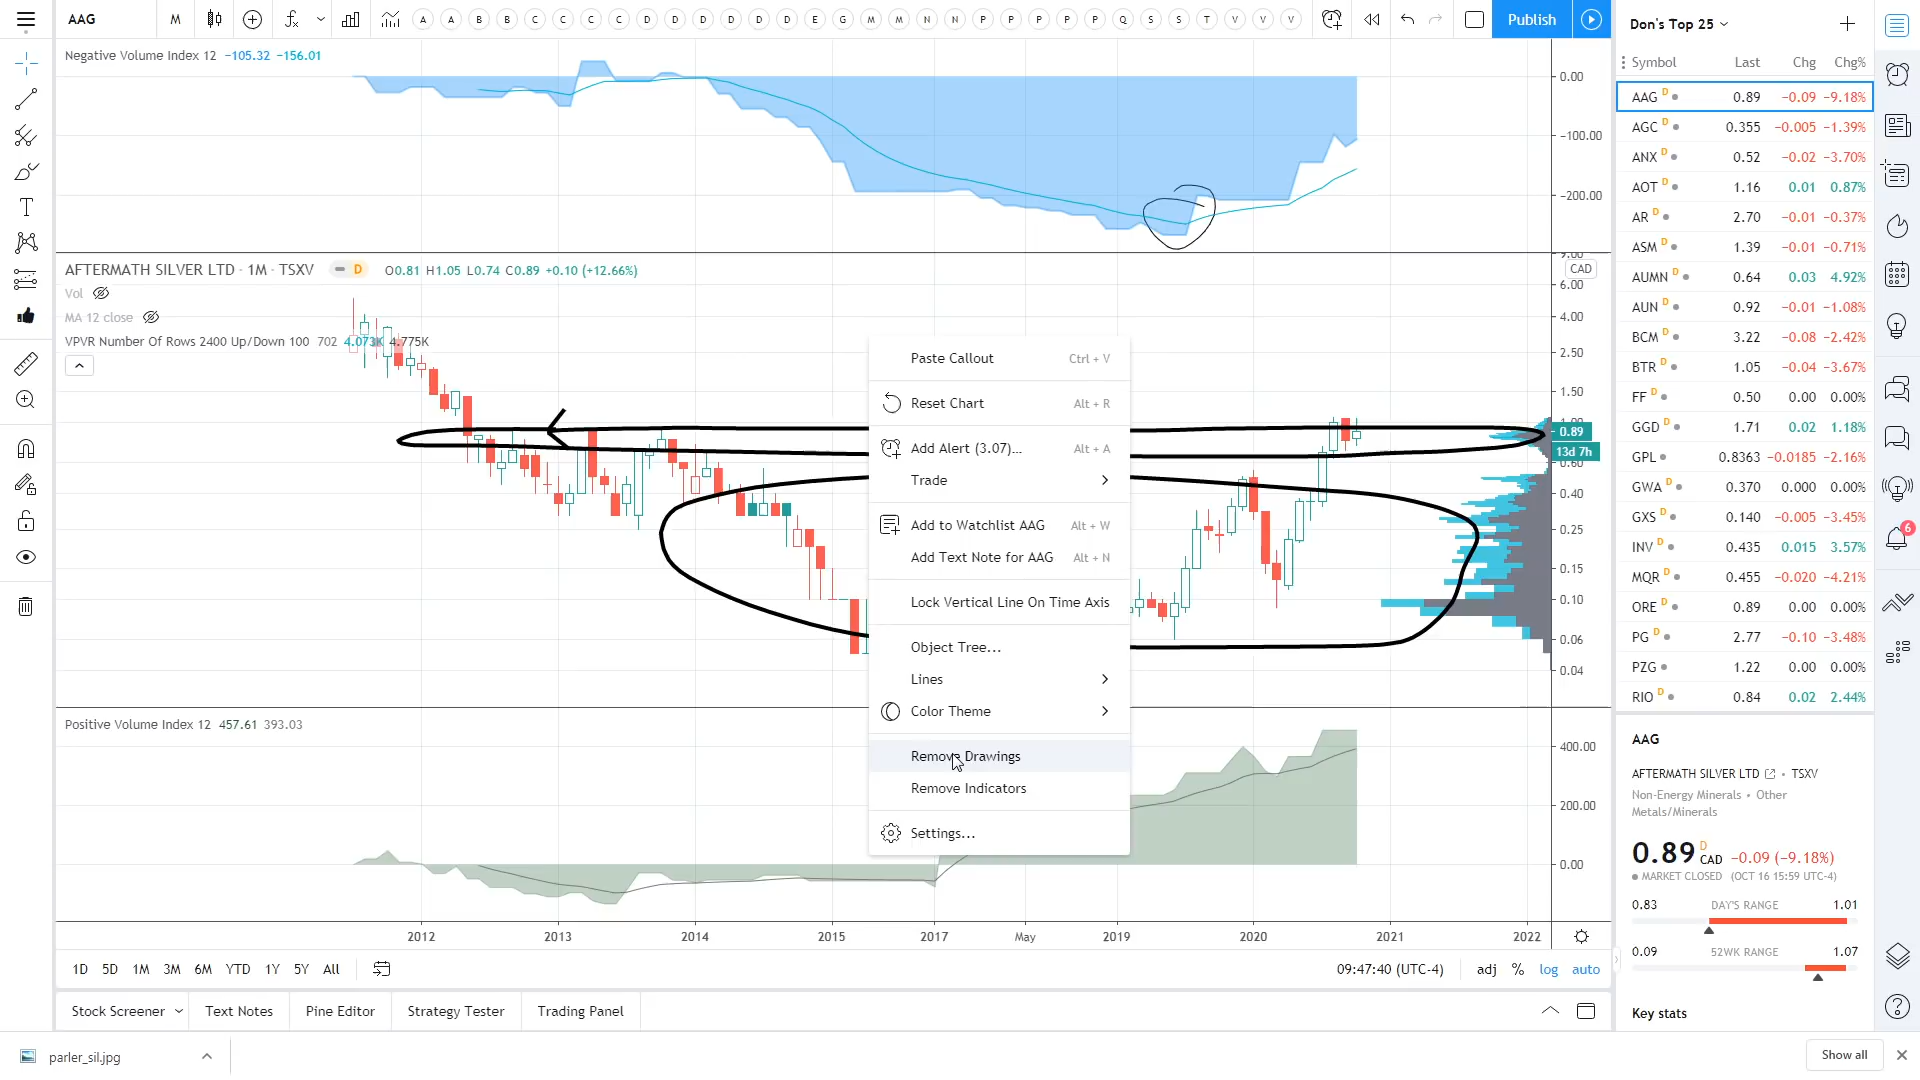 AAG M Publish
A A B B C C C C D D D D D D E G M M N N P P P P P Q S S T V V V
Negative Volume Index 12 −105.32 −156.01
0.00
−100.00
−200.00
AFTERMATH SILVER LTD · 1M · TSXV D O0.81 H1.05 L0.74 C0.89 +0.10 (+12.66%)
CAD
Vol
MA 12 close
VPVR Number Of Rows 2400 Up/Down 100 702 4.073K 4.775K
9.00
6.00
4.00
2.50
1.50
1.00
0.89
13d 7h
0.60
0.40
0.25
0.15
0.10
0.06
0.04
Paste Callout Ctrl + V
Reset Chart Alt + R
Add Alert (3.07)... Alt + A
Trade
Add to Watchlist AAG Alt + W
Add Text Note for AAG Alt + N
Lock Vertical Line On Time Axis
Object Tree...
Lines
Color Theme
Remove Drawings
Remove Indicators
Settings...
Positive Volume Index 12 457.61 393.03
400.00
200.00
0.00
2012 2013 2014 2015 2017 May 2019 2020 2021 2022
1D 5D 1M 3M 6M YTD 1Y 5Y All 09:47:40 (UTC-4) adj % log auto
Stock Screener Text Notes Pine Editor Strategy Tester Trading Panel
parler_sil.jpg Show all
Don's Top 25
Symbol Last Chg Chg%
AAG D 0.89 −0.09 −9.18%
AGC D 0.355 −0.005 −1.39%
ANX D 0.52 −0.02 −3.70%
AOT D 1.16 0.01 0.87%
AR D 2.70 −0.01 −0.37%
ASM D 1.39 −0.01 −0.71%
AUMN D 0.64 0.03 4.92%
AUN D 0.92 −0.01 −1.08%
BCM D 3.22 −0.08 −2.42%
BTR D 1.05 −0.04 −3.67%
FF D 0.50 0.00 0.00%
GGD D 1.71 0.02 1.18%
GPL 0.8363 −0.0185 −2.16%
GWA D 0.370 0.000 0.00%
GXS D 0.140 −0.005 −3.45%
INV D 0.435 0.015 3.57%
MQR D 0.455 −0.020 −4.21%
ORE D 0.89 0.00 0.00%
PG D 2.77 −0.10 −3.48%
PZG 1.22 0.00 0.00%
RIO D 0.84 0.02 2.44%
6
AAG
AFTERMATH SILVER LTD • TSXV
Non-Energy Minerals • Other
Metals/Minerals
0.89 D CAD −0.09 (−9.18%)
MARKET CLOSED (OCT 16 15:59 UTC-4)
0.83 DAY'S RANGE 1.01
0.09 52WK RANGE 1.07
Key stats